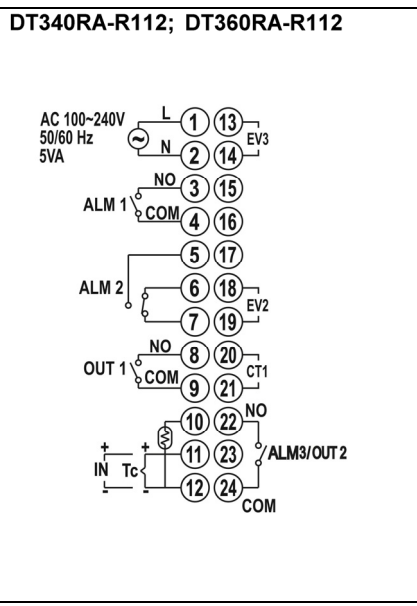 DT340RA-R112; DT360RA-R112
AC 100~240V
50/60 Hz
5VA
L
N
1
13
2
14
EV3
NO
ALM 1
COM
3
15
4
16
5
17
ALM 2
6
18
7
19
EV2
NO
OUT 1
COM
8
20
9
21
CT1
10
22
NO
+
+
IN
Tc
-
-
11
23
ALM3/OUT 2
12
24
COM